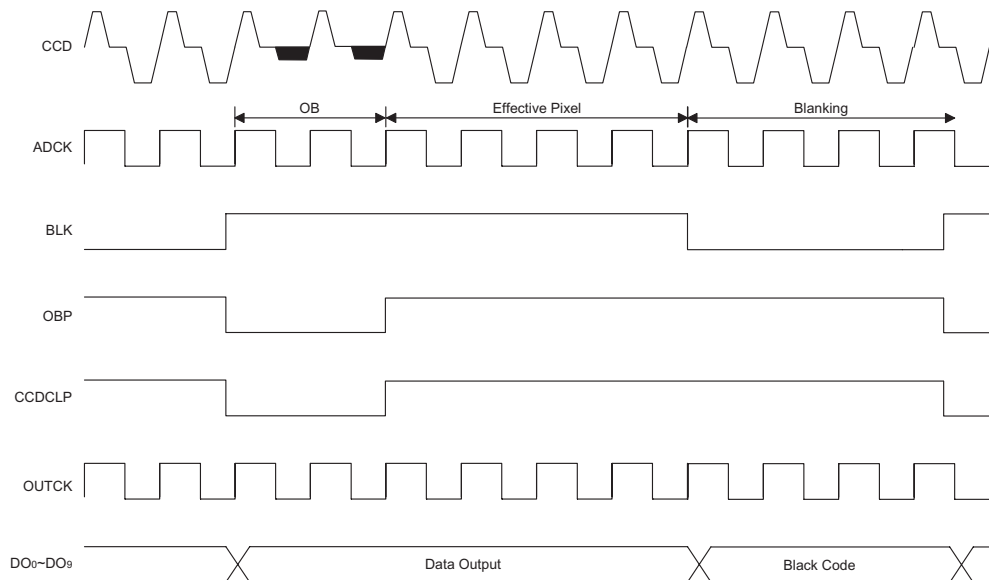 CCD
OB
Effective Pixel
Blanking
ADCK
BLK
OBP
CCDCLP
OUTCK
DO0~DO9
Data Output
Black Code